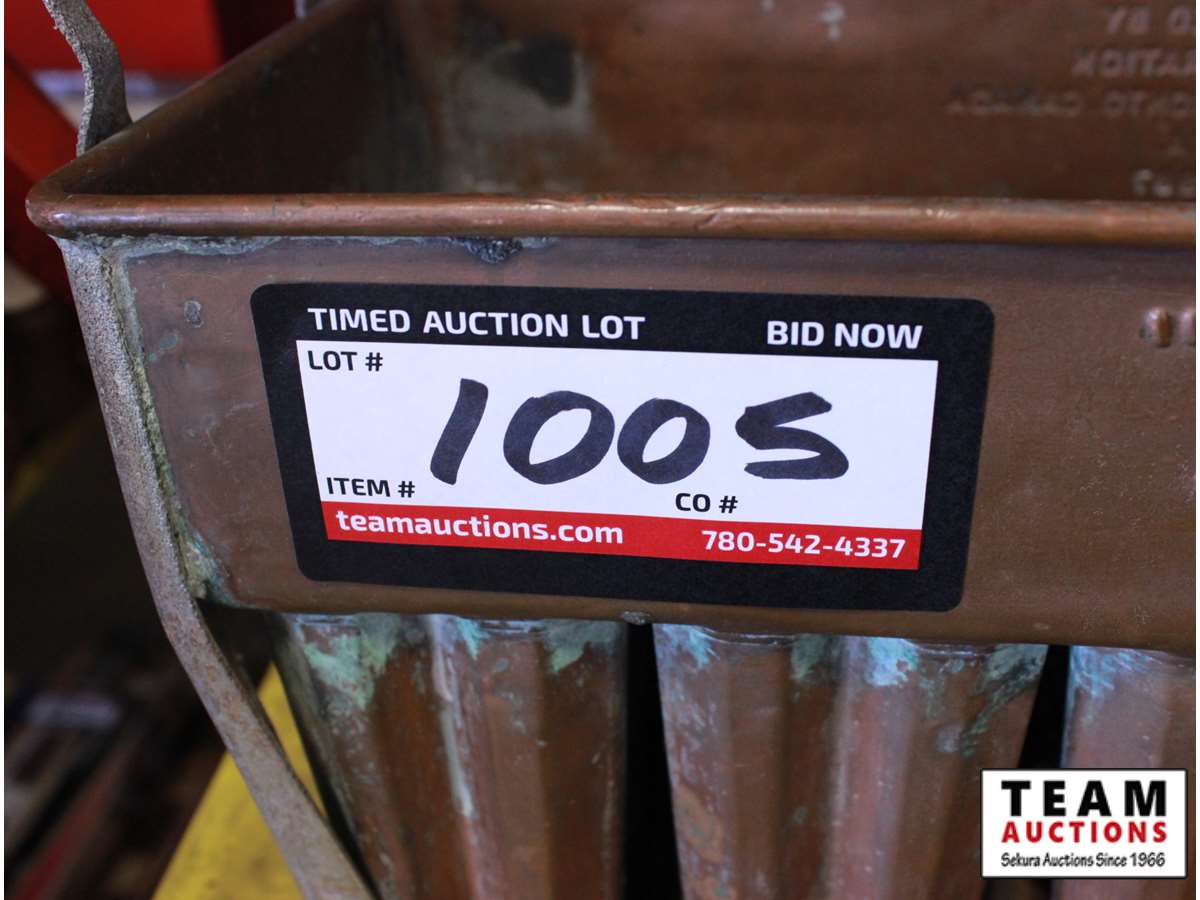 TIMED AUCTION LOT BID NOW
LOT #
1005
ITEM # CO #
teamauctions.com 780-542-4337
TEAM
AUCTIONS
Sekura Auctions Since 1966